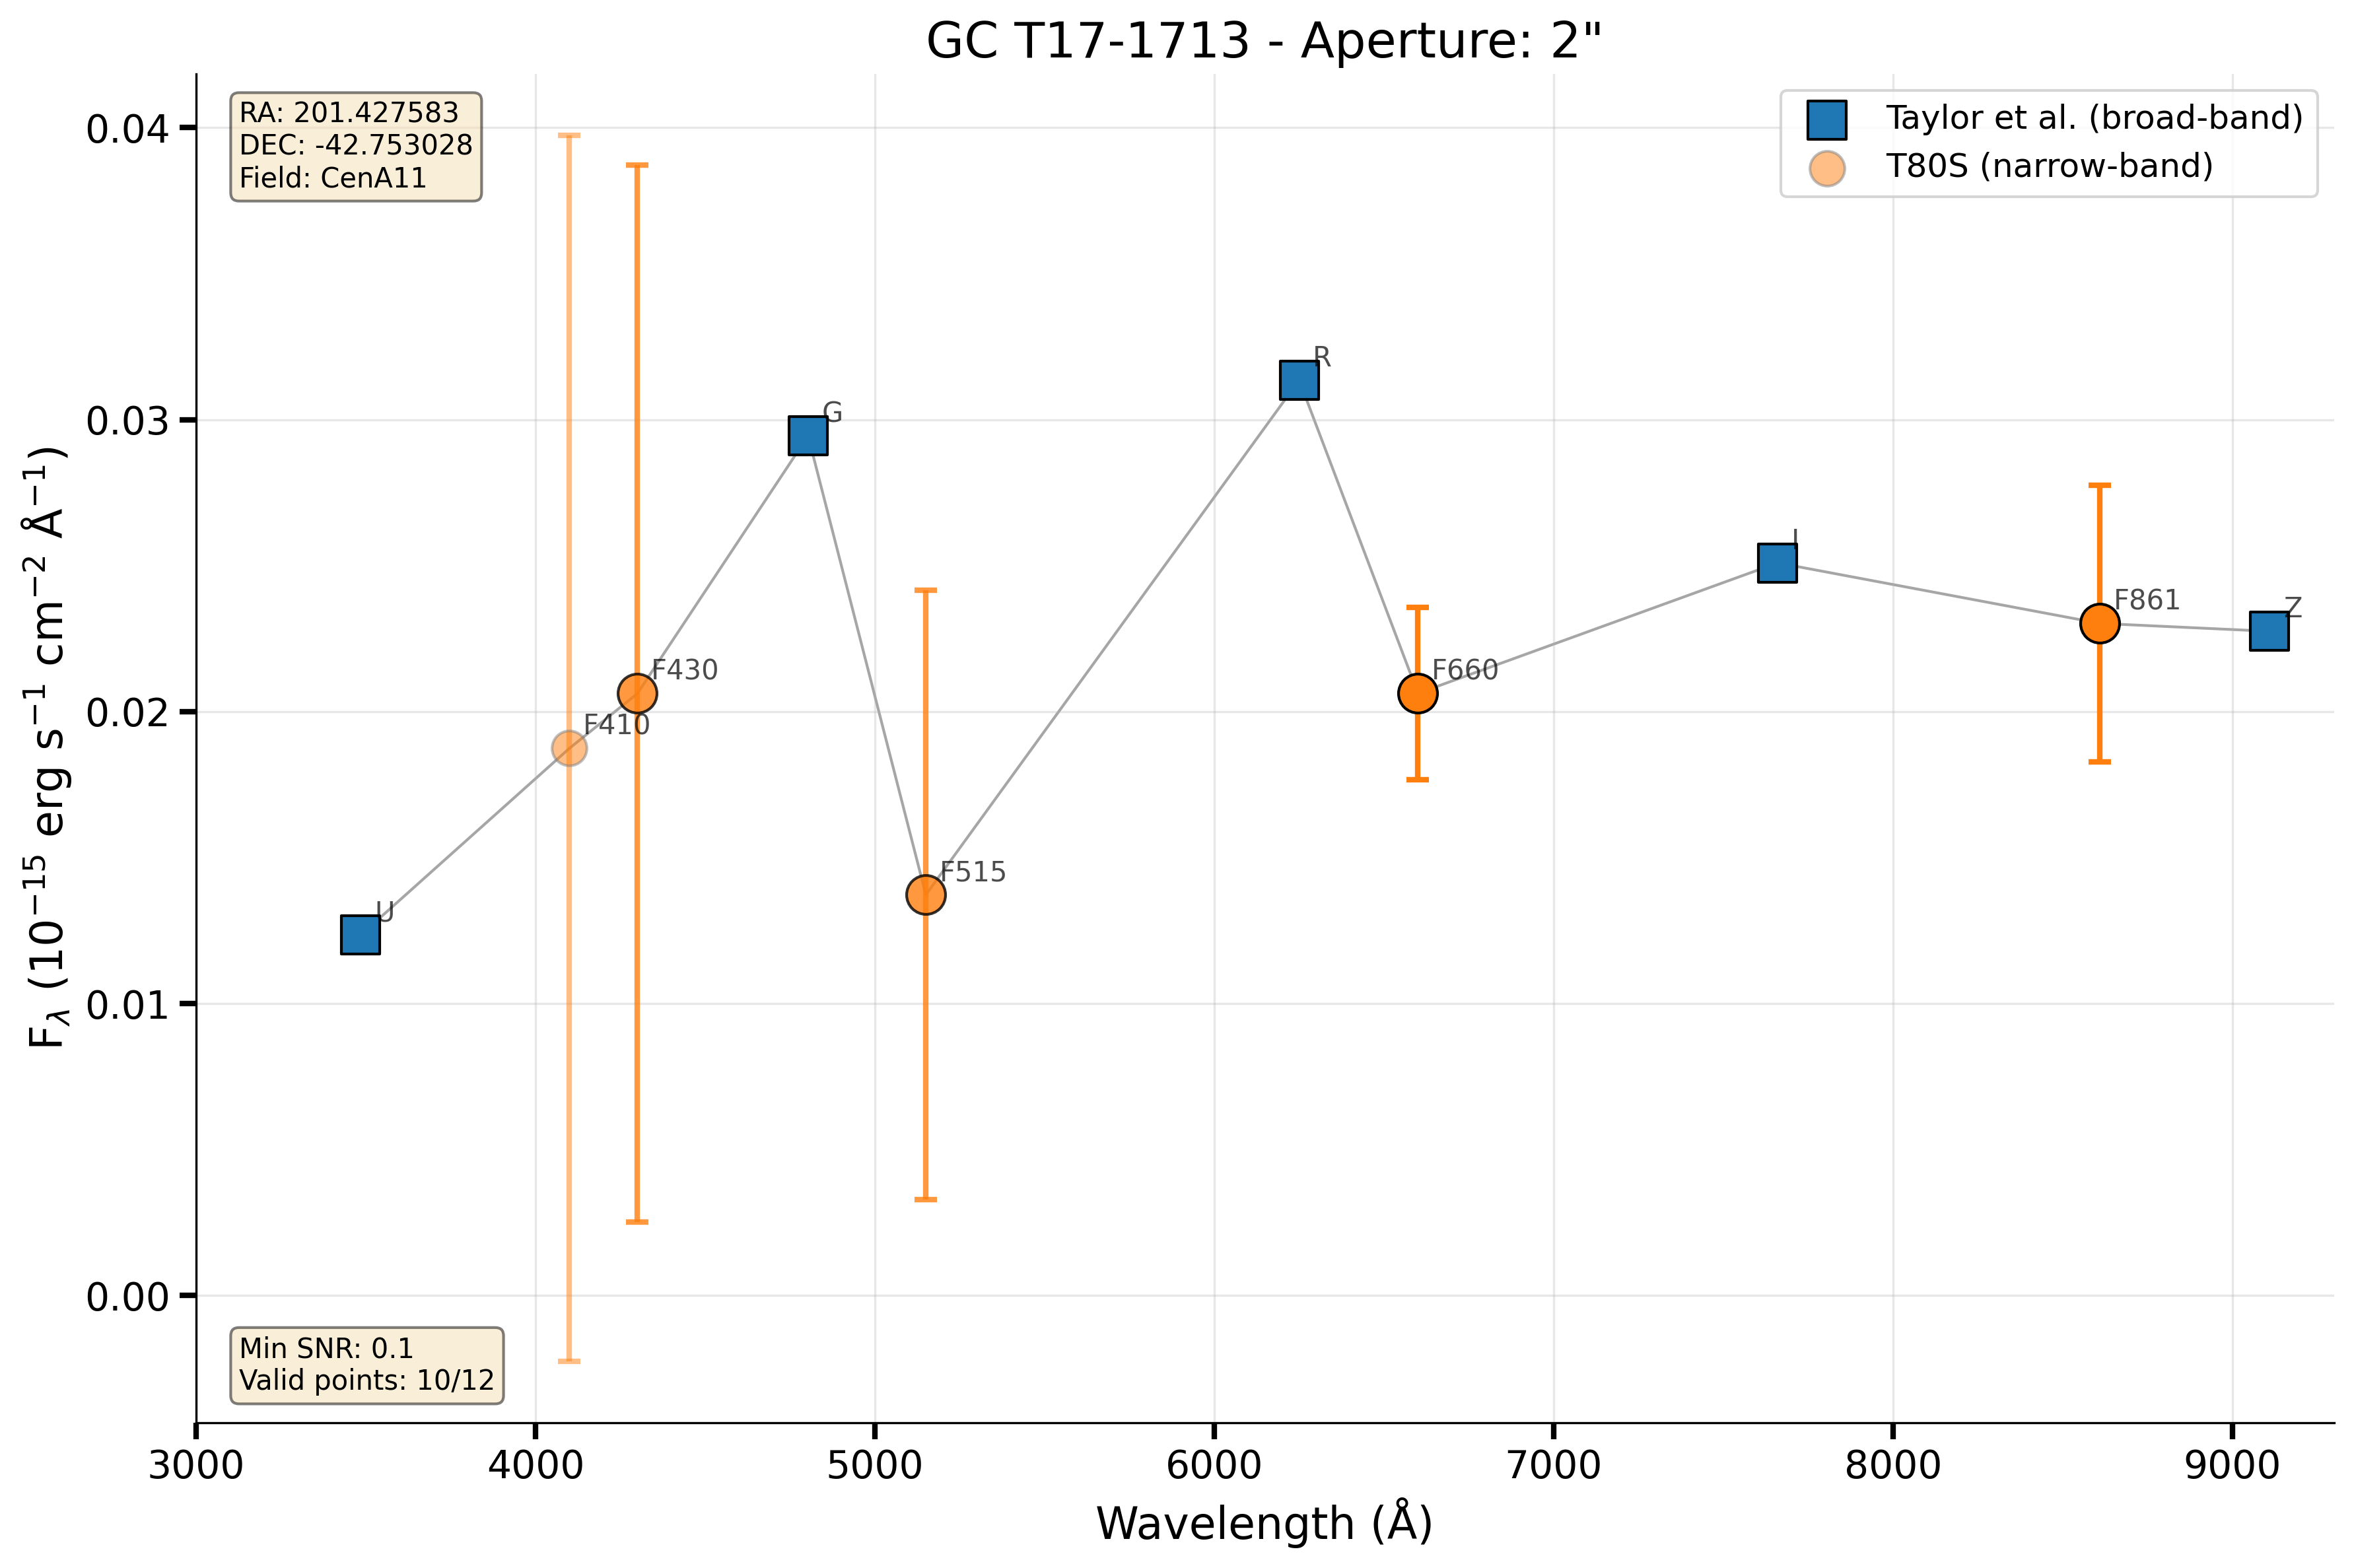 GC T17-1713 - Aperture: 2"
RA: 201.427583
DEC: -42.753028
Field: CenA11
Taylor et al. (broad-band)
T80S (narrow-band)
0.04
0.03
0.02
0.01
0.00
F_λ (10⁻¹⁵ erg s⁻¹ cm⁻² Å⁻¹)
U
F410
F430
G
F515
R
F660
I
F861
Z
Min SNR: 0.1
Valid points: 10/12
3000 4000 5000 6000 7000 8000 9000
Wavelength (Å)